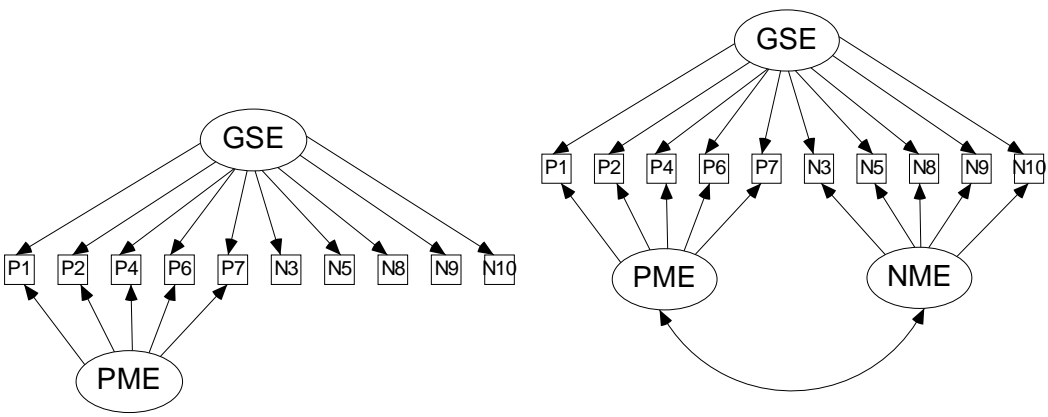 GSE
P1 P2 P4 P6 P7 N3 N5 N8 N9 N10
PME
GSE
P1 P2 P4 P6 P7 N3 N5 N8 N9 N10
PME NME